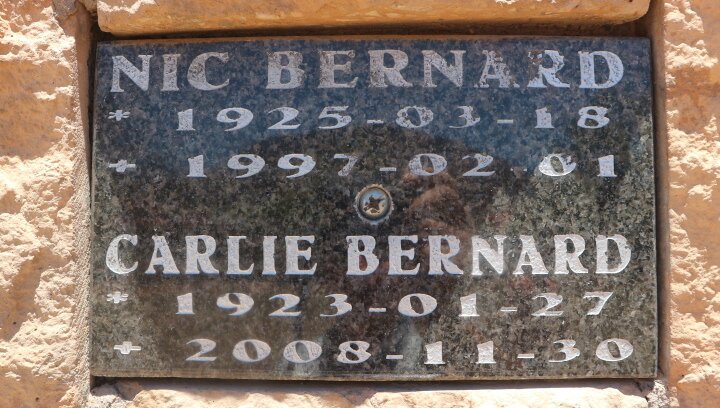 NIC BERNARD
* 1925-03-18
+ 1997-02-01
CARLIE BERNARD
* 1923-01-27
+ 2008-11-30